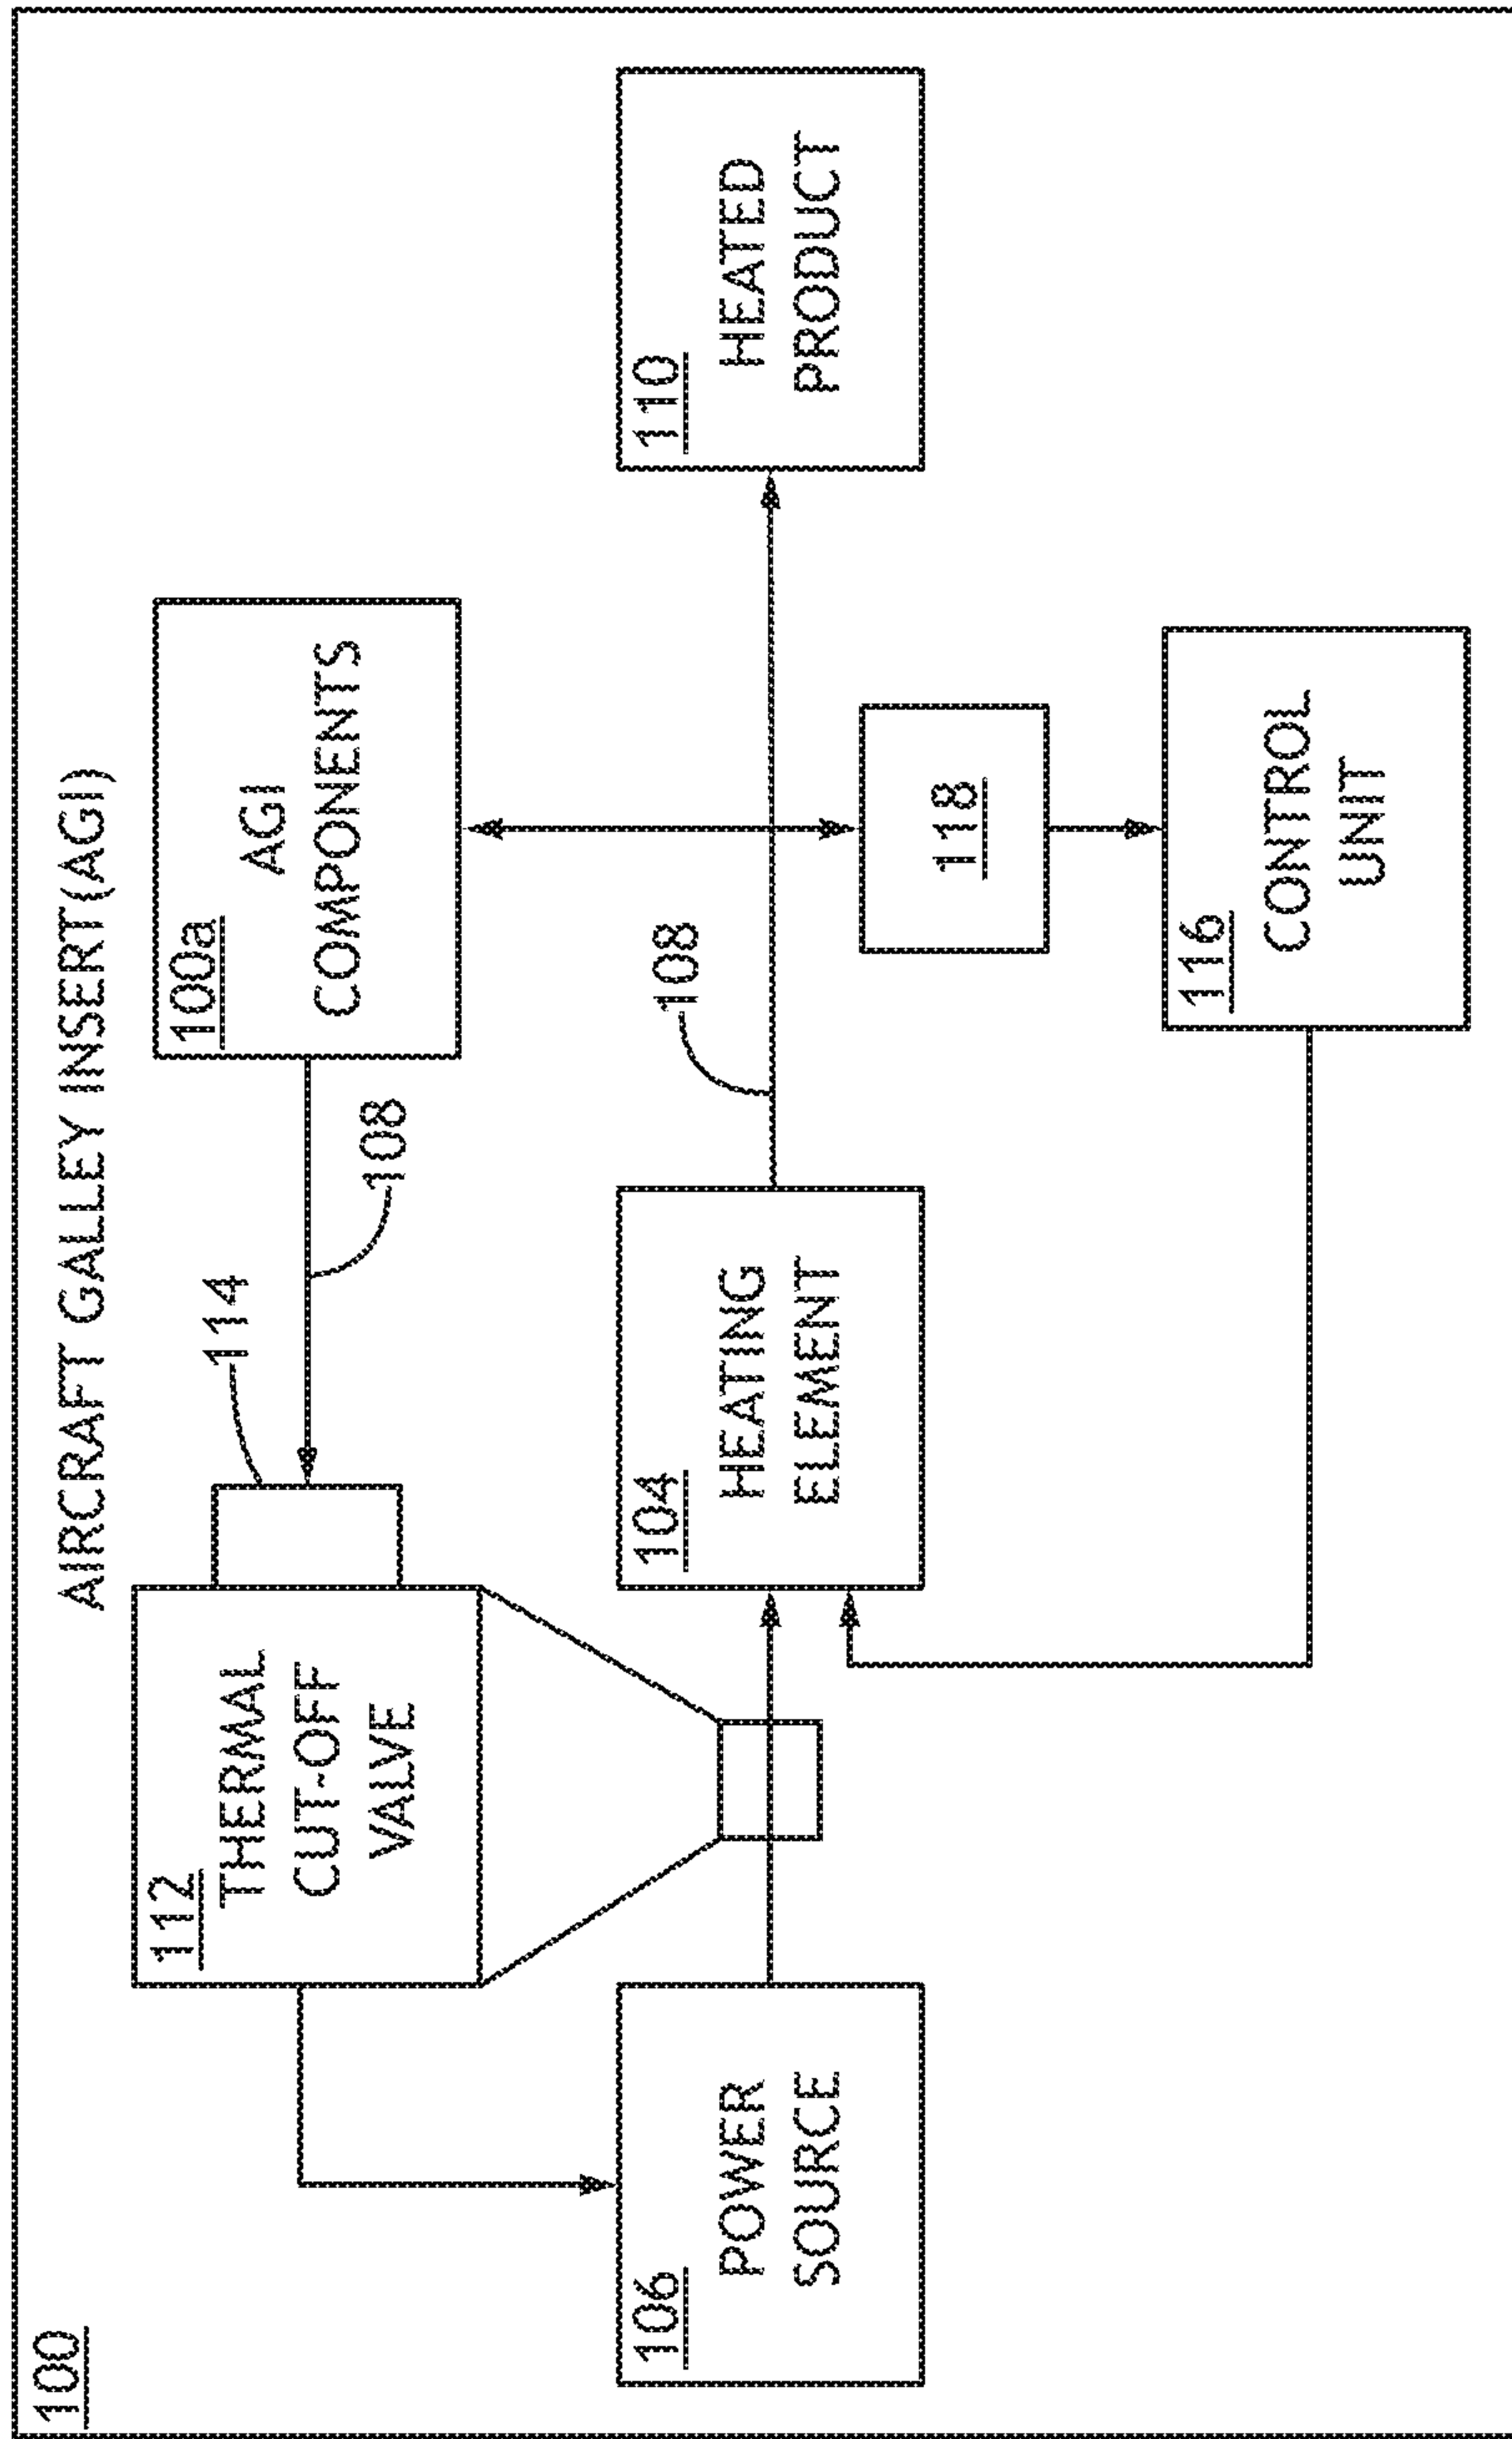 100
AIRCRAFT GALLEY INSERT(AGI)
112
THERMAL
CUT-OFF
VALVE
114
108
100a
AGI
COMPONENTS
106
POWER
SOURCE
104
HEATING
ELEMENT
108
110
HEATED
PRODUCT
118
116
CONTROL
UNIT